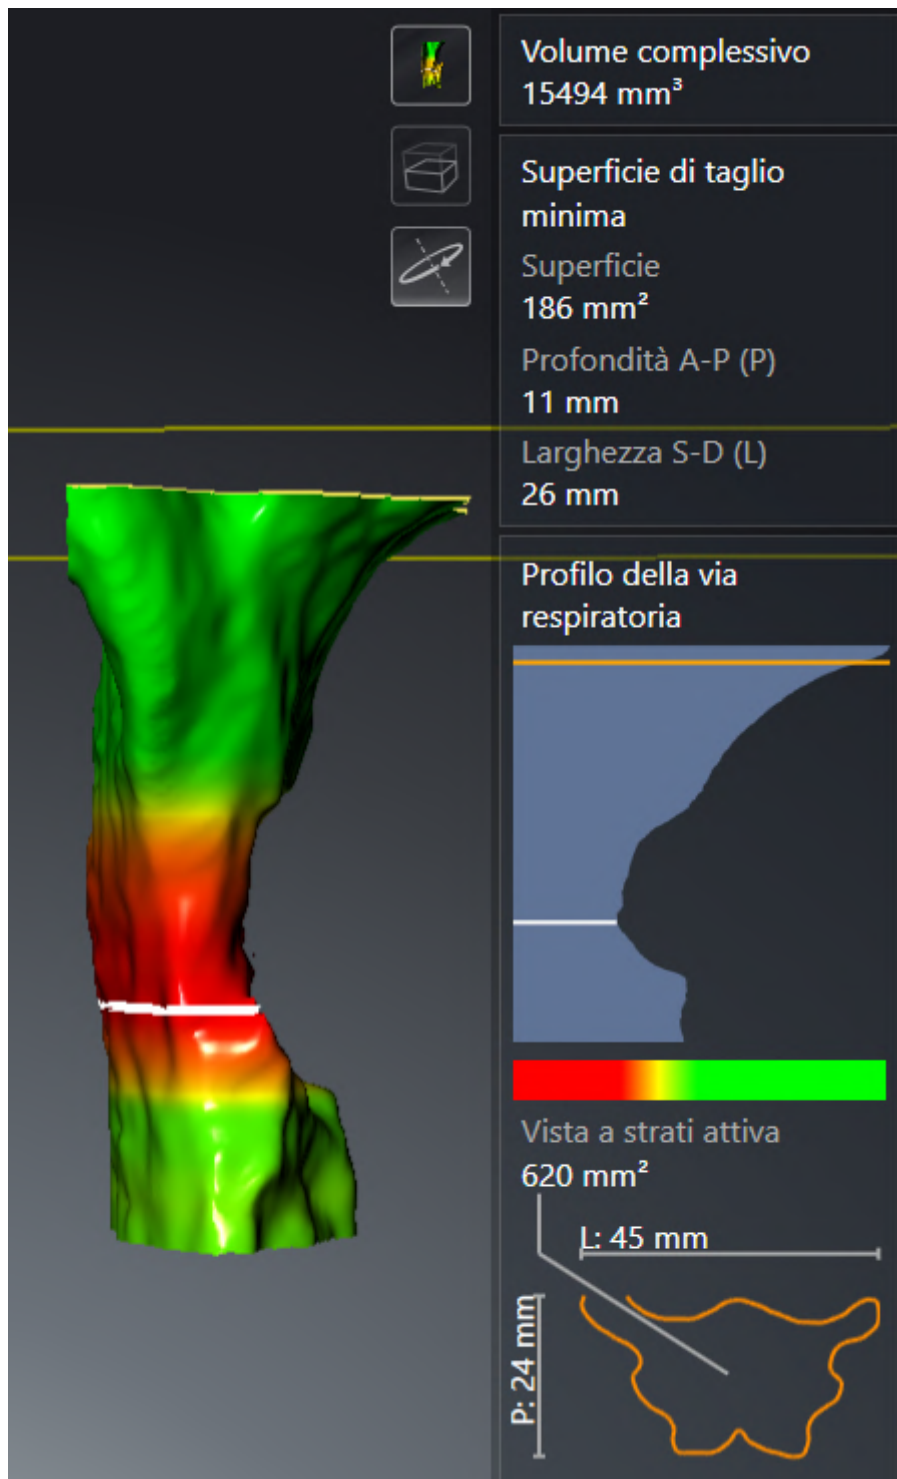 Volume complessivo
15494 mm³
Superficie di taglio
minima
Superficie
186 mm²
Profondità A-P (P)
11 mm
Larghezza S-D (L)
26 mm
Profilo della via
respiratoria
Vista a strati attiva
620 mm²
L: 45 mm
P: 24 mm